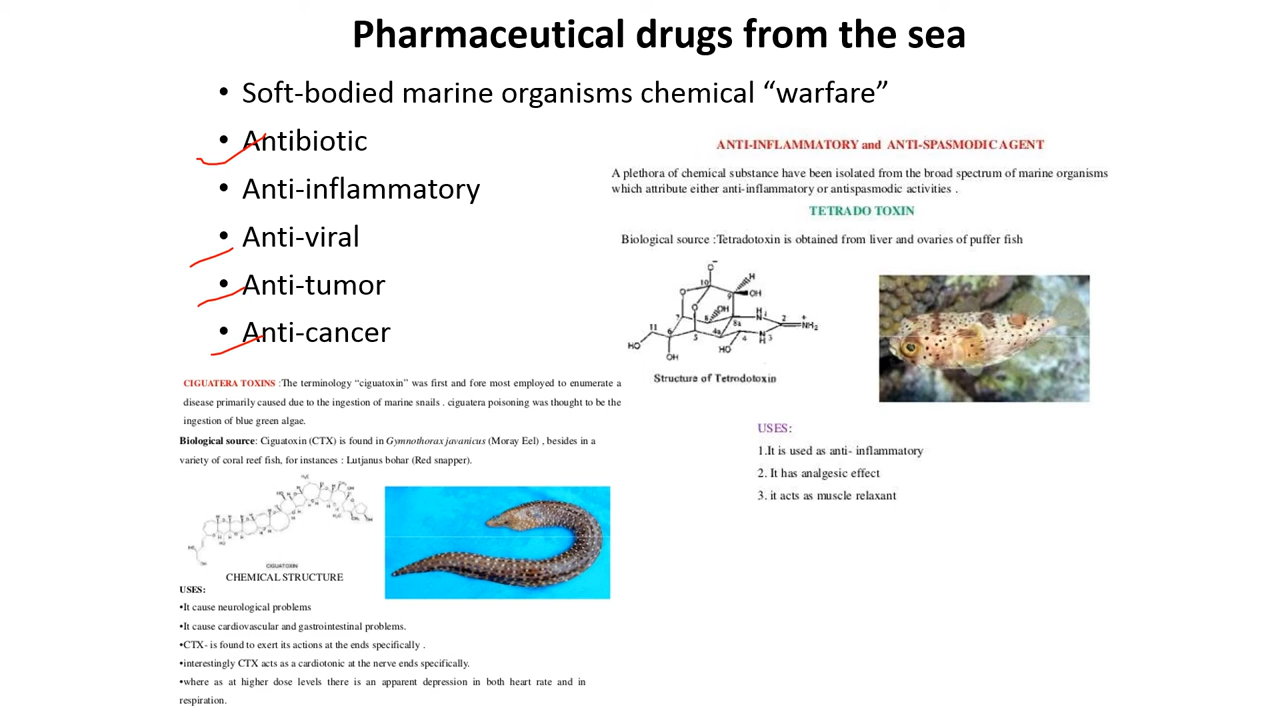 Pharmaceutical drugs from the sea
• Soft-bodied marine organisms chemical “warfare”
• Antibiotic
• Anti-inflammatory
• Anti-viral
• Anti-tumor
• Anti-cancer
ANTI-INFLAMMATORY and ANTI-SPASMODIC AGENT
A plethora of chemical substance have been isolated from the broad spectrum of marine organisms
which attribute either anti-inflammatory or antispasmodic activities .
TETRADO TOXIN
Biological source :Tetradotoxin is obtained from liver and ovaries of puffer fish
Structure of Tetrodotoxin
USES:
1.It is used as anti- inflammatory
2. It has analgesic effect
3. it acts as muscle relaxant
CIGUATERA TOXINS :The terminology “ciguatoxin” was first and fore most employed to enumerate a
disease primarily caused due to the ingestion of marine snails . ciguatera poisoning was thought to be the
ingestion of blue green algae.
Biological source: Ciguatoxin (CTX) is found in Gymnothorax javanicus (Moray Eel) , besides in a
variety of coral reef fish, for instances : Lutjanus bohar (Red snapper).
CIGUATOXIN
CHEMICAL STRUCTURE
USES:
•It cause neurological problems
•It cause cardiovascular and gastrointestinal problems.
•CTX- is found to exert its actions at the ends specifically .
•interestingly CTX acts as a cardiotonic at the nerve ends specifically.
•where as at higher dose levels there is an apparent depression in both heart rate and in
respiration.